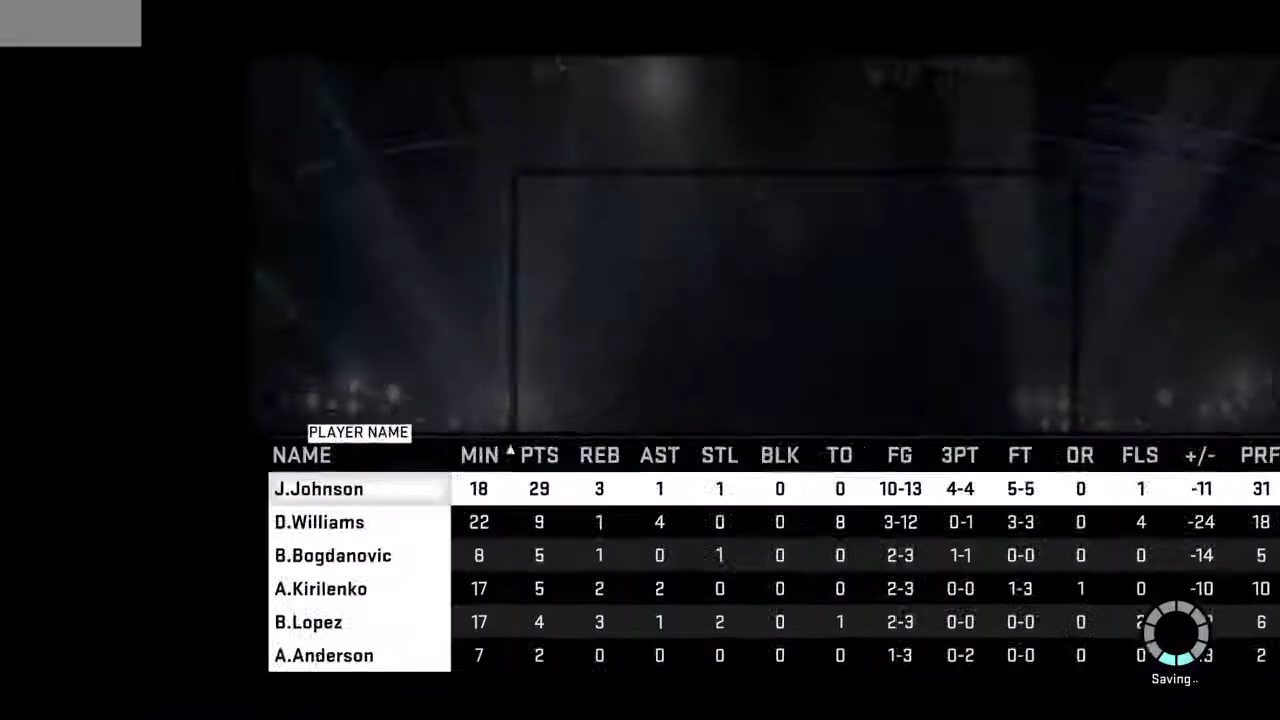 PLAYER NAME
NAME MIN PTS REB AST STL BLK TO FG 3PT FT OR FLS +/- PRF
J.Johnson 18 29 3 1 1 0 0 10-13 4-4 5-5 0 1 -11 31
D.Williams 22 9 1 4 0 0 8 3-12 0-1 3-3 0 4 -24 18
B.Bogdanovic 8 5 1 0 1 0 0 2-3 1-1 0-0 0 0 -14 5
A.Kirilenko 17 5 2 2 0 0 0 2-3 0-0 1-3 1 0 -10 10
B.Lopez 17 4 3 1 2 0 1 2-3 0-0 0-0 0 6
A.Anderson 7 2 0 0 0 0 0 1-3 0-2 0-0 0 0 2
Saving..